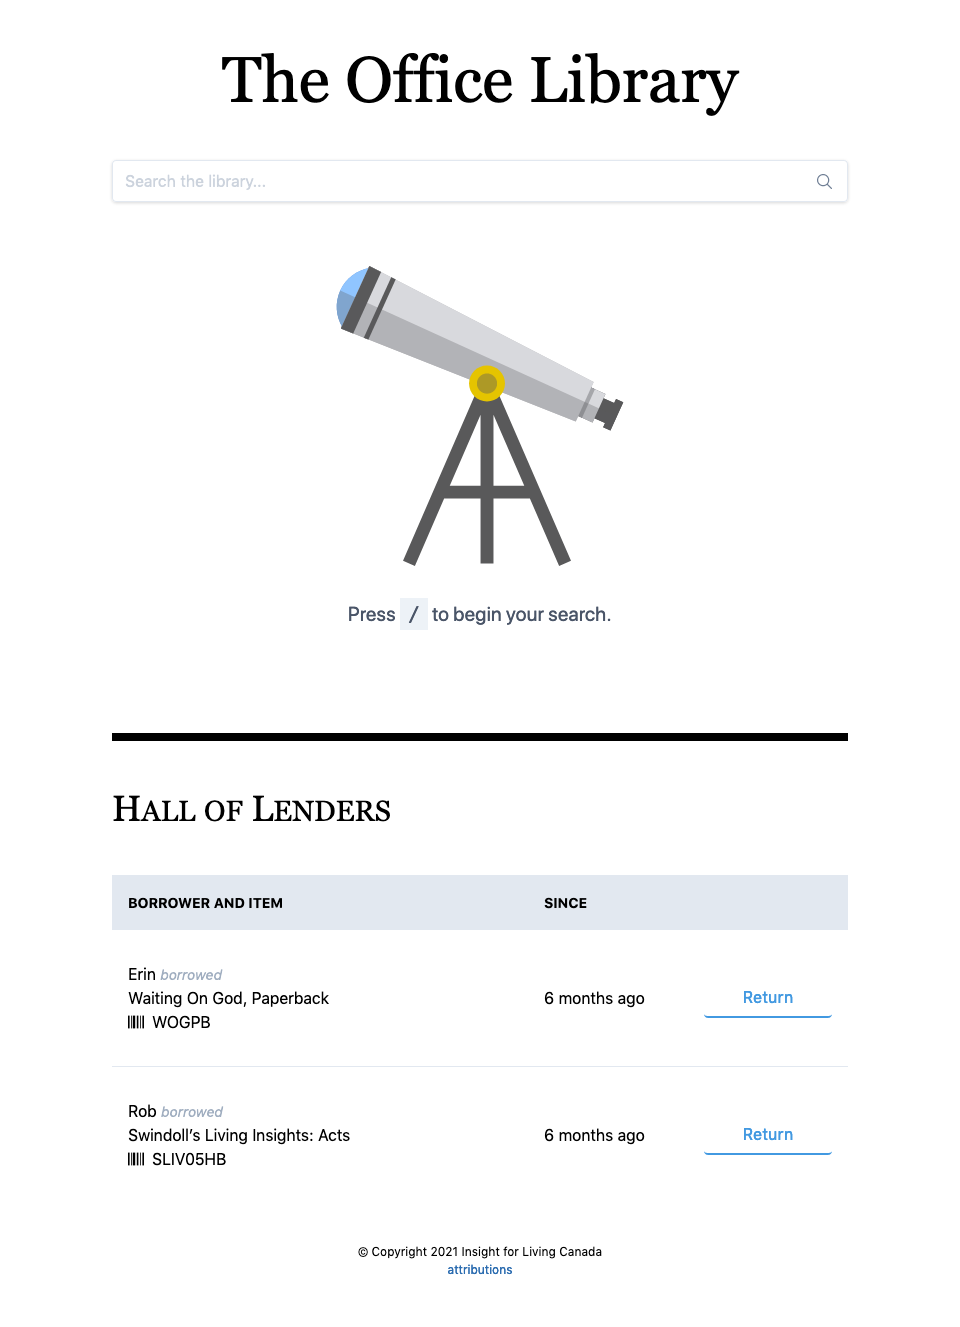 The Office Library
Search the library...
Press / to begin your search.
Hall of Lenders
BORROWER AND ITEM SINCE
Erin borrowed
Waiting On God, Paperback
WOGPB
6 months ago
Return
Rob borrowed
Swindoll’s Living Insights: Acts
SLIV05HB
6 months ago
Return
© Copyright 2021 Insight for Living Canada
attributions